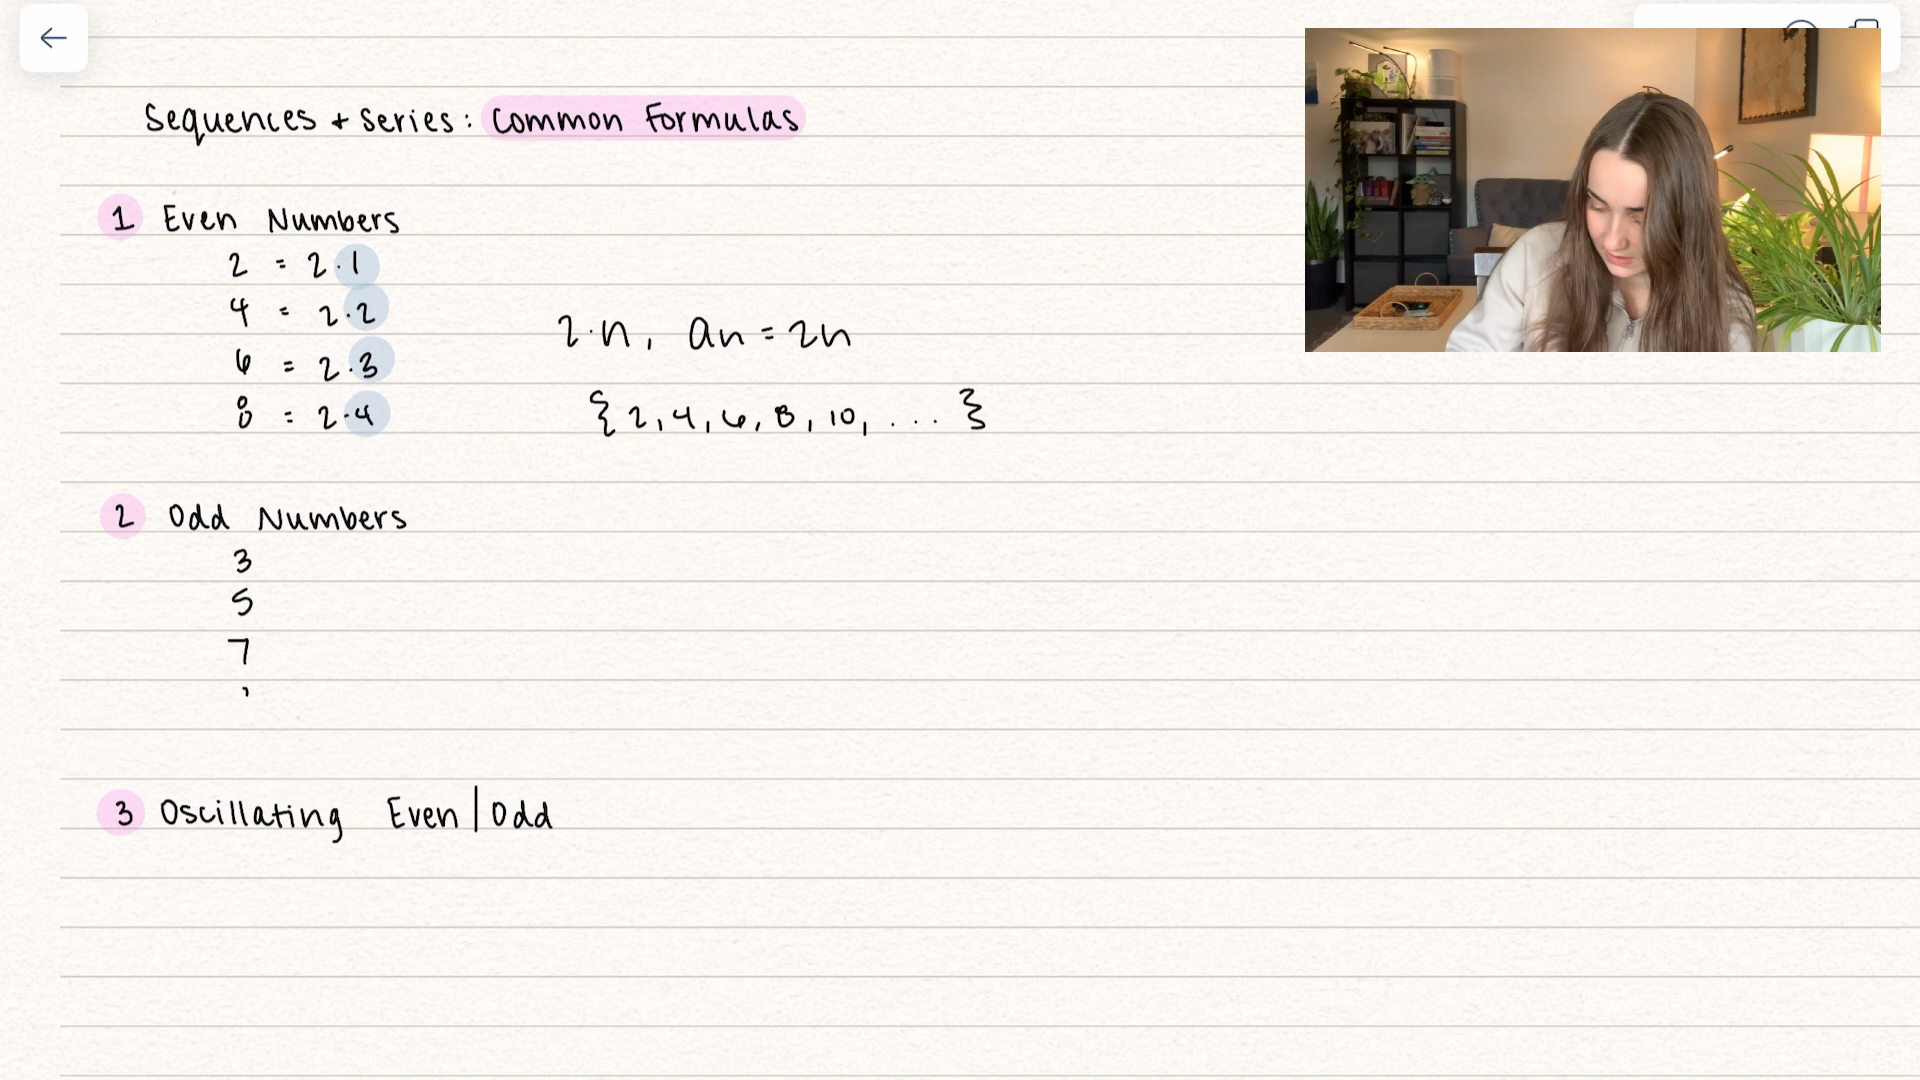 Sequences + Series: Common Formulas
1 Even Numbers
2 = 2·1
4 = 2·2
6 = 2·3
8 = 2·4
2·n, an = 2n
{2, 4, 6, 8, 10, ... }
2 Odd Numbers
3
5
7
3 Oscillating Even | Odd